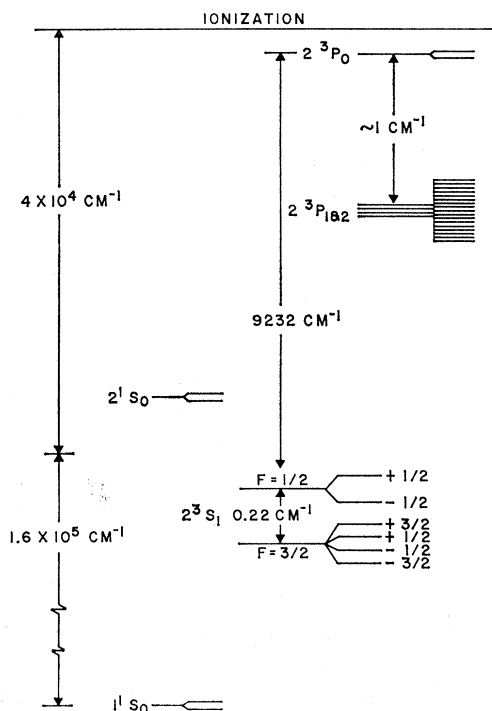 IONIZATION
2 ³P₀
~1 CM⁻¹
4 X 10⁴ CM⁻¹
2 ³P₁&₂
9232 CM⁻¹
2¹ S₀
F = 1/2
+ 1/2
- 1/2
2³S₁ 0.22 CM⁻¹
+ 3/2
+ 1/2
- 1/2
- 3/2
F = 3/2
1.6 X 10⁵ CM⁻¹
1¹ S₀